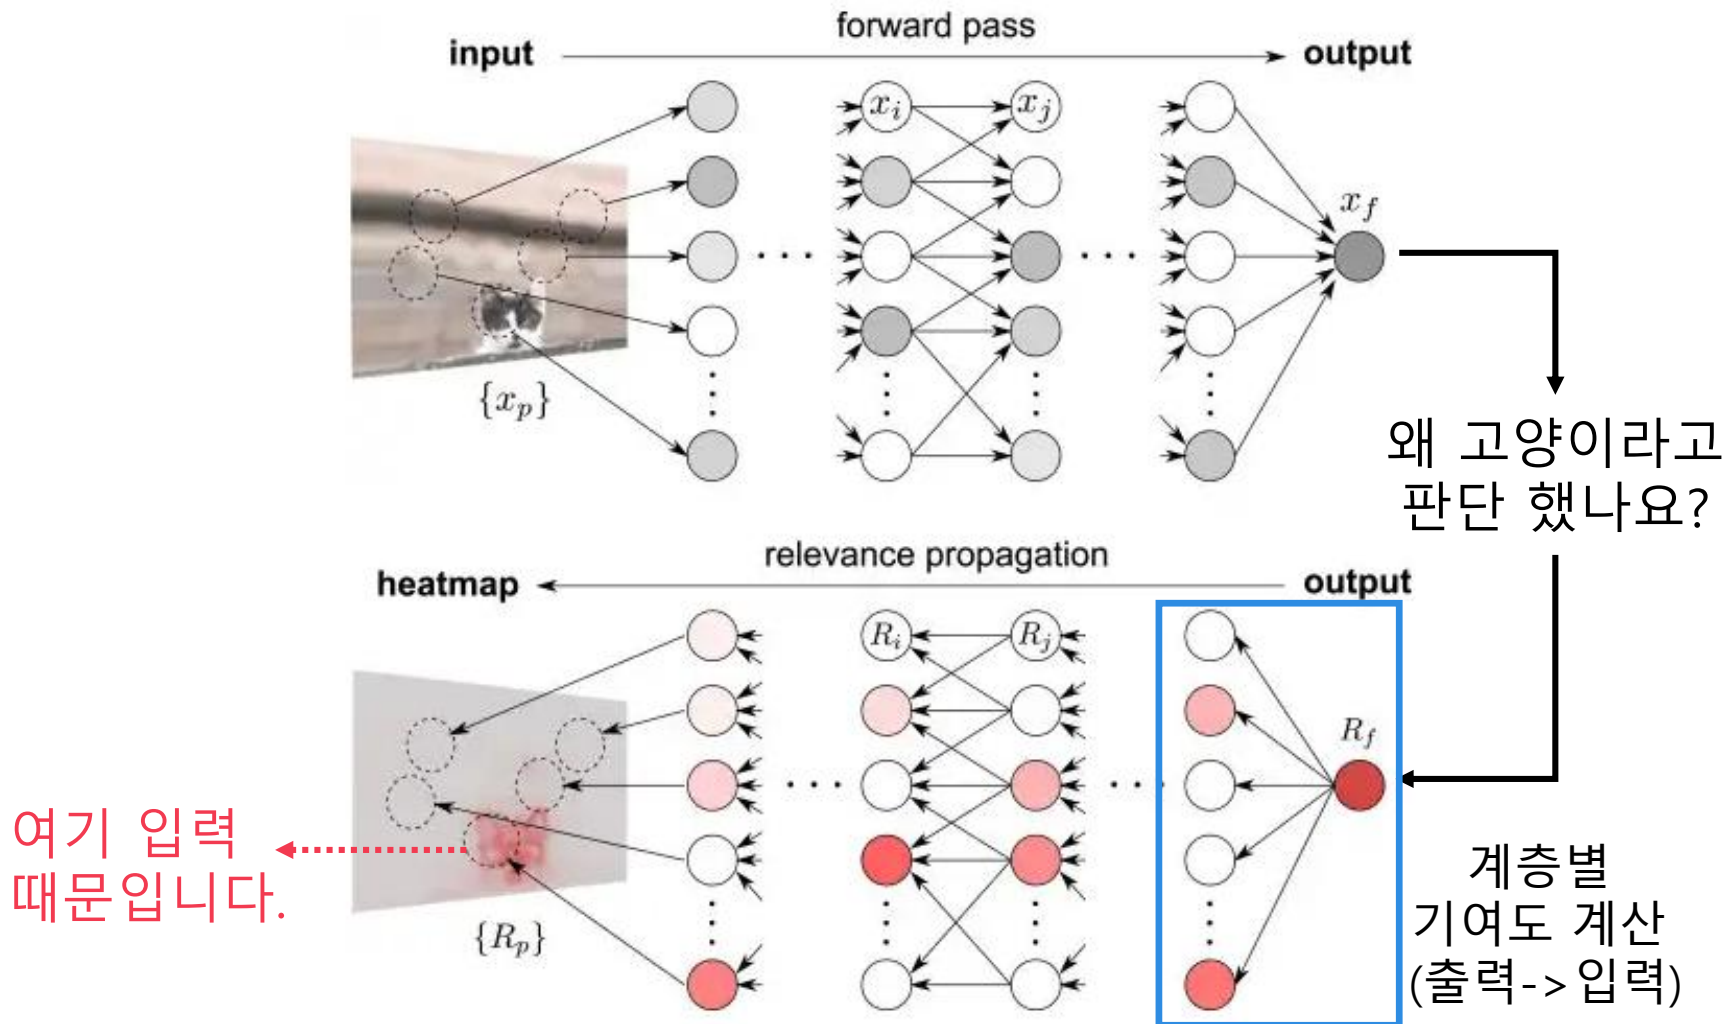 forward pass
input
output
x_i
x_j
x_f
{x_p}
왜 고양이라고
판단 했나요?
relevance propagation
heatmap
output
R_i
R_j
R_f
여기 입력
때문입니다.
{R_p}
계층별
기여도 계산
(출력->입력)